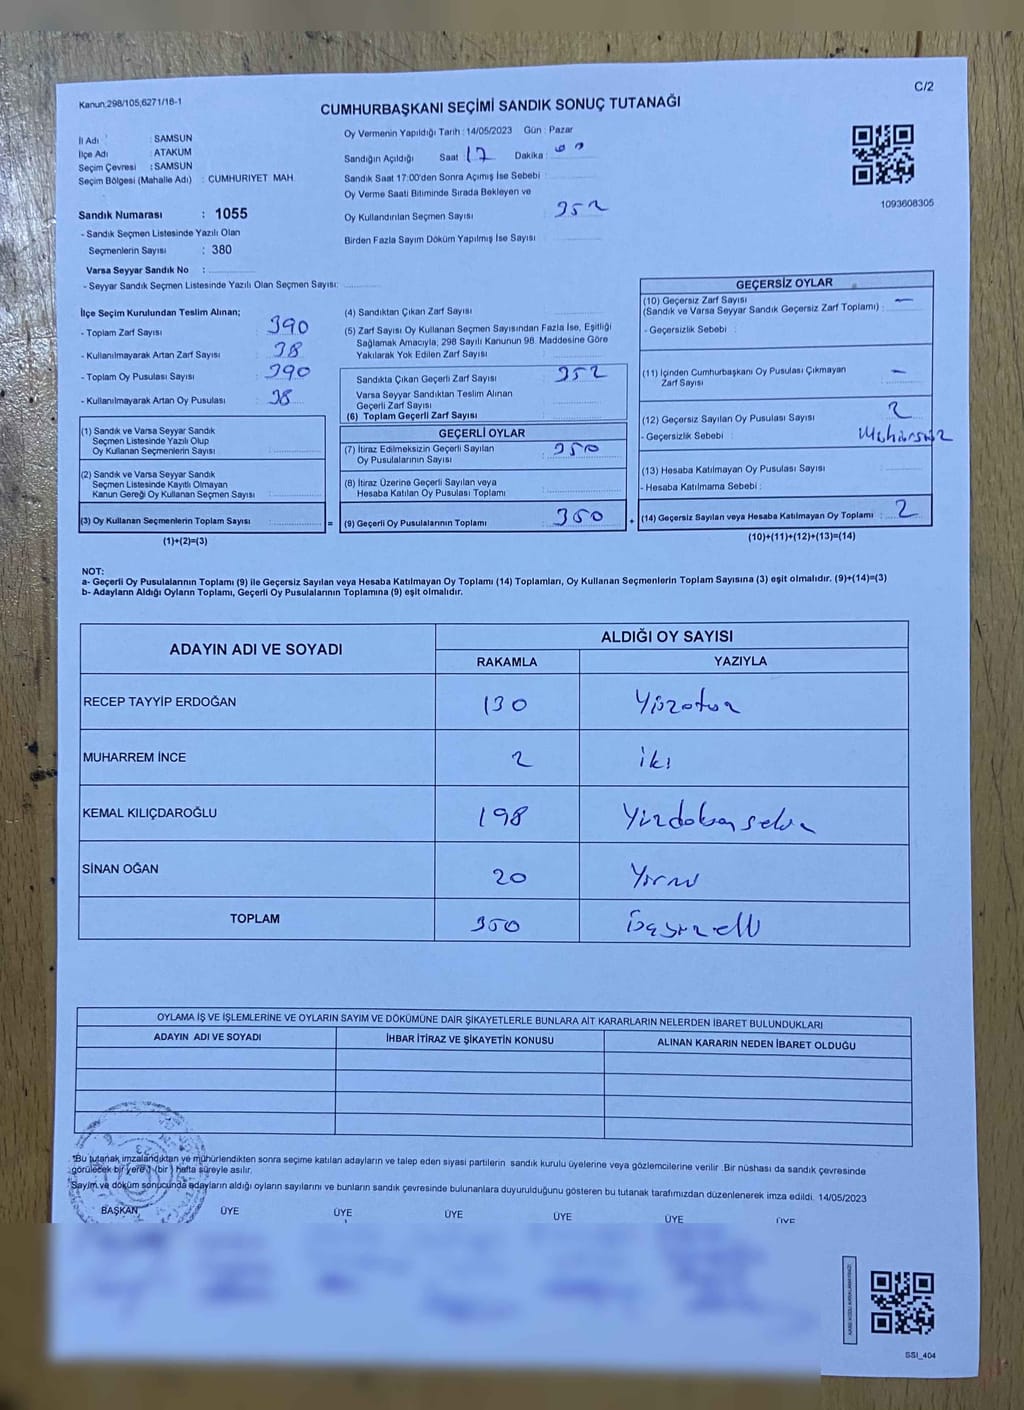 Kanun;298/105;6271/18-1
C/2
CUMHURBAŞKANI SEÇİMİ SANDIK SONUÇ TUTANAĞI
İl Adı : SAMSUN
İlçe Adı : ATAKUM
Seçim Çevresi : SAMSUN
Seçim Bölgesi (Mahalle Adı) : CUMHURIYET MAH.
Sandık Numarası : 1055
- Sandık Seçmen Listesinde Yazılı Olan
Seçmenlerin Sayısı : 380
Varsa Seyyar Sandık No :
- Seyyar Sandık Seçmen Listesinde Yazılı Olan Seçmen Sayısı:
Oy Vermenin Yapıldığı Tarih : 14/05/2023 Gün : Pazar
Sandığın Açıldığı Saat : 17 Dakika : 00
Sandık Saat 17:00'den Sonra Açımış İse Sebebi :
Oy Verme Saati Bitiminde Sırada Bekleyen ve
Oy Kullandırılan Seçmen Sayısı 352
Birden Fazla Sayım Döküm Yapılmış İse Sayısı :
1093608305
İlçe Seçim Kurulundan Teslim Alınan;
- Toplam Zarf Sayısı : 390
- Kullanılmayarak Artan Zarf Sayısı : 38
- Toplam Oy Pusulası Sayısı : 390
- Kullanılmayarak Artan Oy Pusulası : 38
(1) Sandık ve Varsa Seyyar Sandık
Seçmen Listesinde Yazılı Olup
Oy Kullanan Seçmenlerin Sayısı :
(2) Sandık ve Varsa Seyyar Sandık
Seçmen Listesinde Kayıtlı Olmayan
Kanun Gereği Oy Kullanan Seçmen Sayısı :
(3) Oy Kullanan Seçmenlerin Toplam Sayısı : =
(1)+(2)=(3)
(4) Sandıktan Çıkan Zarf Sayısı
(5) Zarf Sayısı Oy Kullanan Seçmen Sayısından Fazla İse, Eşitliği
Sağlamak Amacıyla, 298 Sayılı Kanunun 98. Maddesine Göre
Yakılarak Yok Edilen Zarf Sayısı
Sandıkta Çıkan Geçerli Zarf Sayısı : 352
Varsa Seyyar Sandıktan Teslim Alınan
Geçerli Zarf Sayısı
(6) Toplam Geçerli Zarf Sayısı :
GEÇERLİ OYLAR
(7) İtiraz Edilmeksizin Geçerli Sayılan
Oy Pusulalarının Sayısı : 350
(8) İtiraz Üzerine Geçerli Sayılan veya
Hesaba Katılan Oy Pusulası Toplamı :
(9) Geçerli Oy Pusulalarının Toplamı : 350 +
GEÇERSİZ OYLAR
(10) Geçersiz Zarf Sayısı
(Sandık ve Varsa Seyyar Sandık Geçersiz Zarf Toplamı) : —
- Geçersizlik Sebebi :
(11) İçinden Cumhurbaşkanı Oy Pusulası Çıkmayan
Zarf Sayısı : —
(12) Geçersiz Sayılan Oy Pusulası Sayısı : 2
- Geçersizlik Sebebi : Mühürsüz
(13) Hesaba Katılmayan Oy Pusulası Sayısı :
- Hesaba Katılmama Sebebi :
(14) Geçersiz Sayılan veya Hesaba Katılmayan Oy Toplamı : 2
(10)+(11)+(12)+(13)=(14)
NOT:
a- Geçerli Oy Pusulalarının Toplamı (9) ile Geçersiz Sayılan veya Hesaba Katılmayan Oy Toplamı (14) Toplamları, Oy Kullanan Seçmenlerin Toplam Sayısına (3) eşit olmalıdır. (9)+(14)=(3)
b- Adayların Aldığı Oyların Toplamı, Geçerli Oy Pusulalarının Toplamına (9) eşit olmalıdır.
ADAYIN ADI VE SOYADI ALDIĞI OY SAYISI
RAKAMLA YAZIYLA
RECEP TAYYİP ERDOĞAN 130 Yüzotuz
MUHARREM İNCE 2 iki
KEMAL KILIÇDAROĞLU 198 Yüzdoksansekiz
SİNAN OĞAN 20 Yirmi
TOPLAM 350 üçyüzelli
OYLAMA İŞ VE İŞLEMLERİNE VE OYLARIN SAYIM VE DÖKÜMÜNE DAİR ŞİKAYETLERLE BUNLARA AİT KARARLARIN NELERDEN İBARET BULUNDUKLARI
ADAYIN ADI VE SOYADI İHBAR İTİRAZ VE ŞİKAYETİN KONUSU ALINAN KARARIN NEDEN İBARET OLDUĞU
*Bu tutanak imzalandıktan ve mühürlendikten sonra seçime katılan adayların ve talep eden siyasi partilerin sandık kurulu üyelerine veya gözlemcilerine verilir. Bir nüshası da sandık çevresinde
görülecek bir yere 1 (bir) hafta süreyle asılır.
*Sayım ve döküm sonucunda adayların aldığı oyların sayılarını ve bunların sandık çevresinde bulunanlara duyurulduğunu gösteren bu tutanak tarafımızdan düzenlenerek imza edildi. 14/05/2023
BAŞKAN ÜYE ÜYE ÜYE ÜYE ÜYE ÜYE
SSI_404